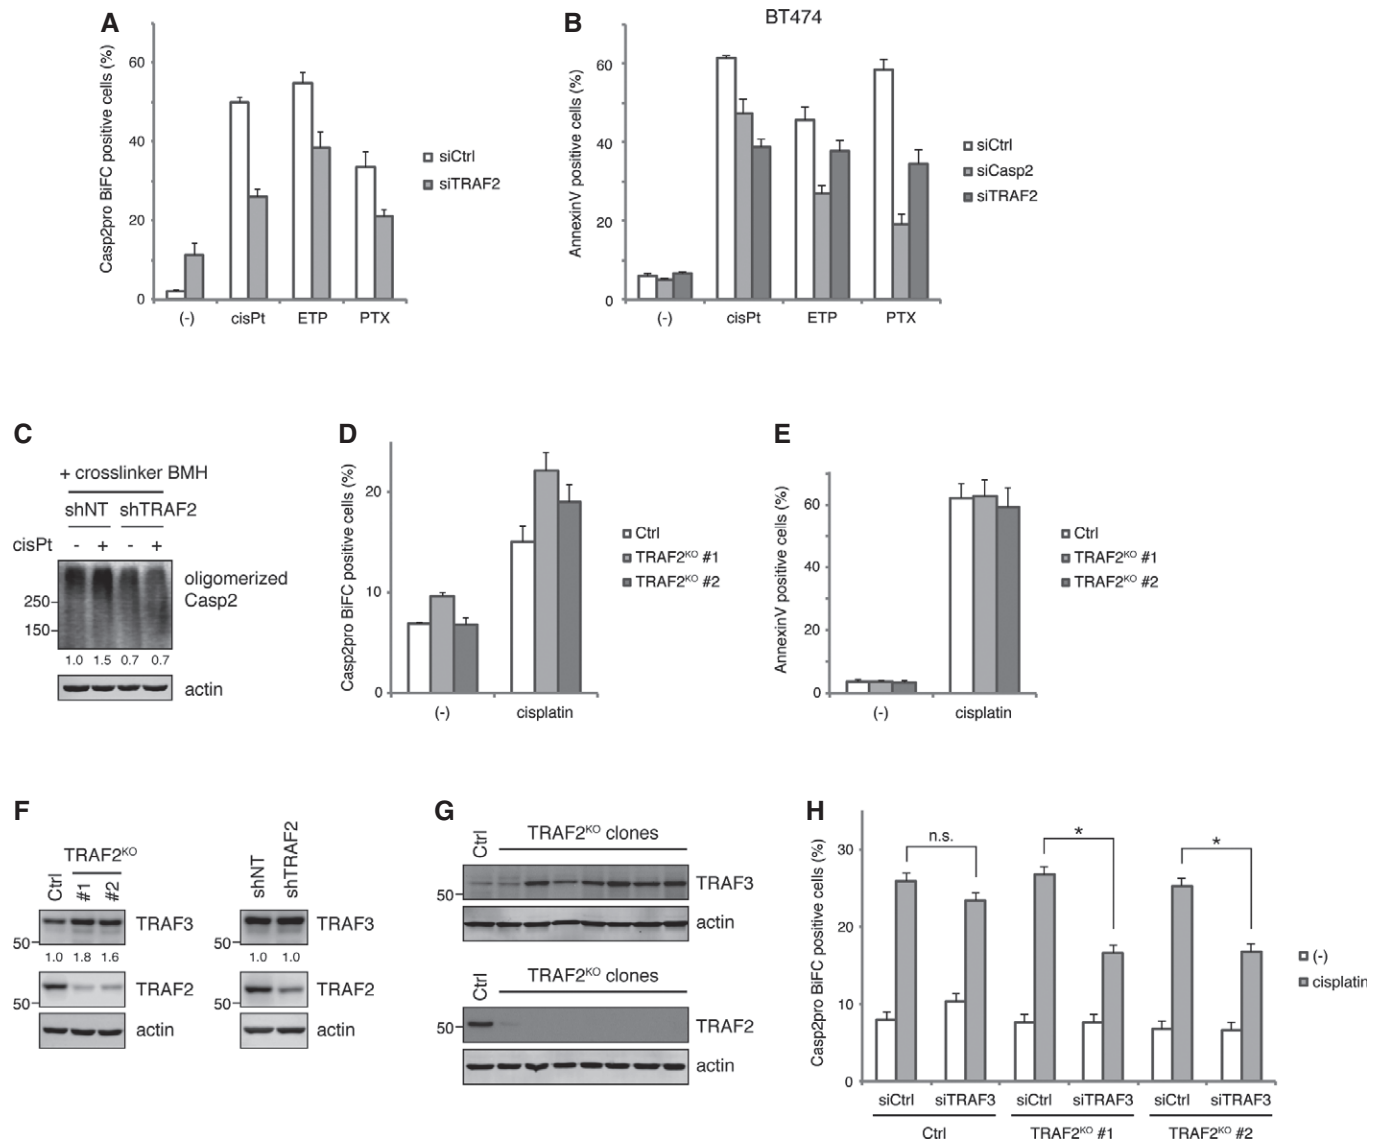 A
Casp2pro BiFC positive cells (%)
60
40
20
0
(-) cisPt ETP PTX
siCtrl
siTRAF2
B
BT474
AnnexinV positive cells (%)
60
40
20
0
(-) cisPt ETP PTX
siCtrl
siCasp2
siTRAF2
C
+ crosslinker BMH
shNT shTRAF2
cisPt - + - +
oligomerized
Casp2
250
150
1.0 1.5 0.7 0.7
actin
D
Casp2pro BiFC positive cells (%)
20
10
0
(-) cisplatin
Ctrl
TRAF2KO #1
TRAF2KO #2
E
AnnexinV positive cells (%)
60
40
20
0
(-) cisplatin
Ctrl
TRAF2KO #1
TRAF2KO #2
F
TRAF2KO
Ctrl #1 #2
TRAF3
50
1.0 1.8 1.6
TRAF2
50
actin
shNT shTRAF2
TRAF3
50
1.0 1.0
TRAF2
50
actin
G
Ctrl TRAF2KO clones
TRAF3
50
actin
Ctrl TRAF2KO clones
50
TRAF2
actin
H
Casp2pro BiFC positive cells (%)
30
20
10
0
n.s. * *
siCtrl siTRAF3 siCtrl siTRAF3 siCtrl siTRAF3
Ctrl TRAF2KO #1 TRAF2KO #2
(-)
cisplatin